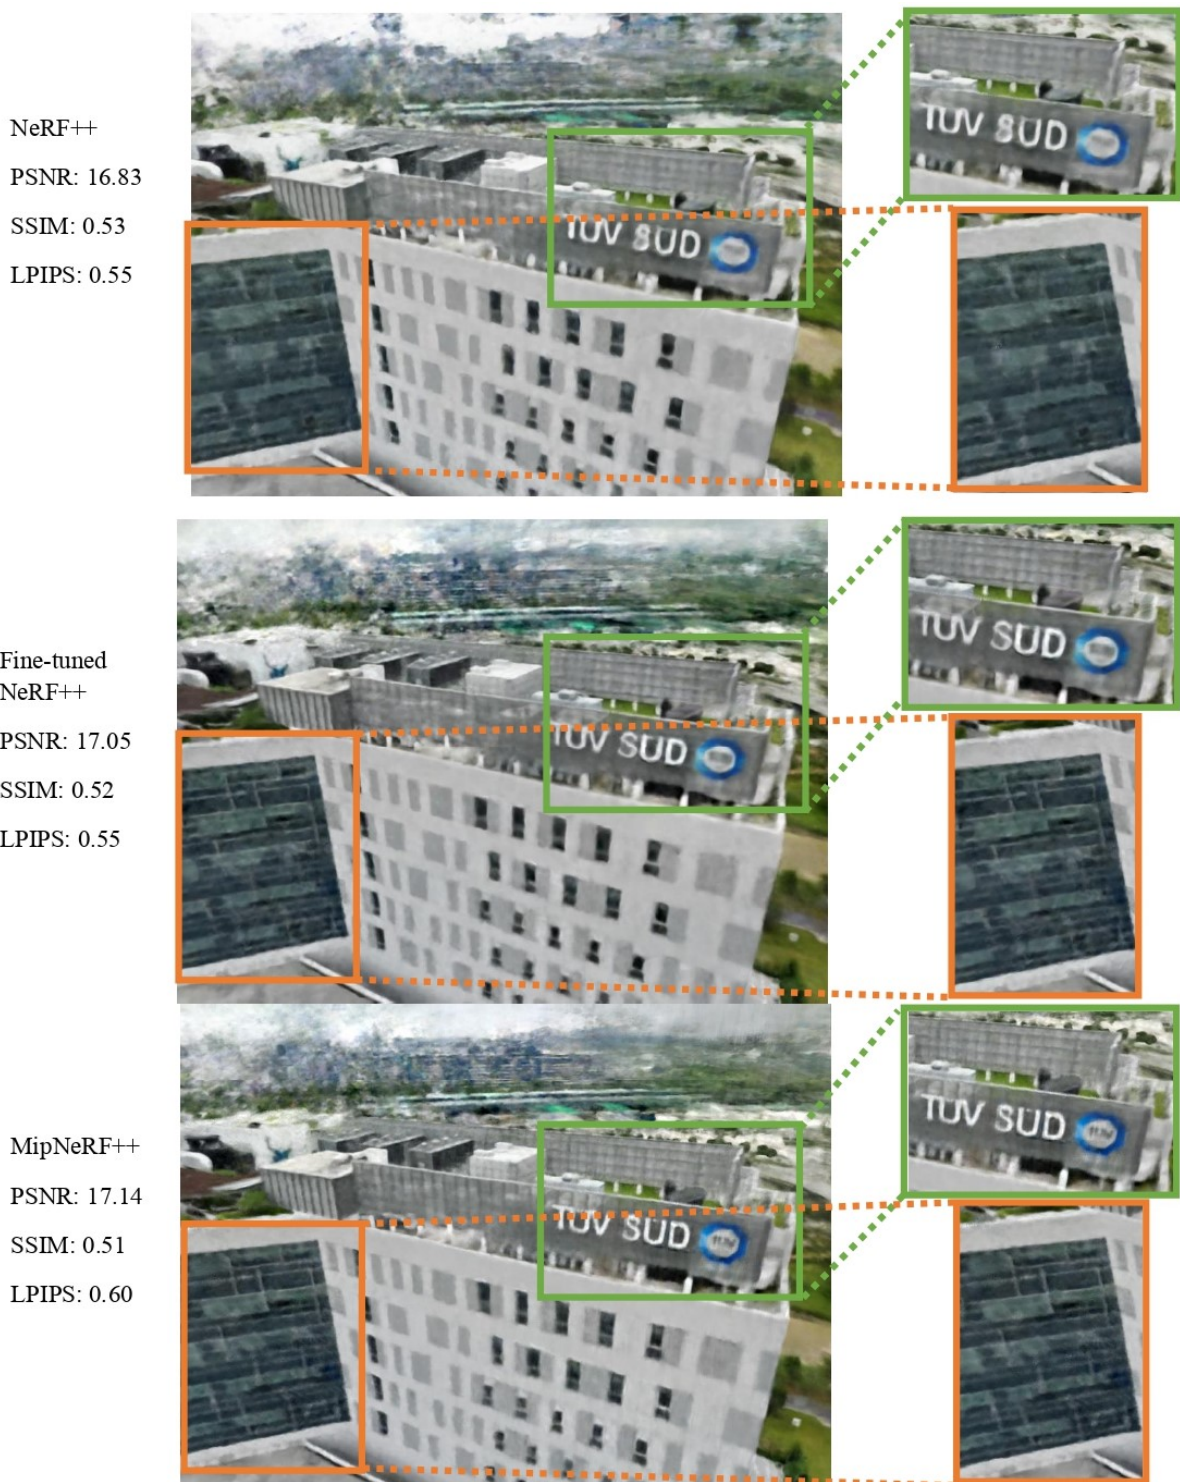 NeRF++
PSNR: 16.83
SSIM: 0.53
LPIPS: 0.55
TUV SUD
TUV SUD
Fine-tuned
NeRF++
PSNR: 17.05
SSIM: 0.52
LPIPS: 0.55
TUV SUD
TUV SUD
MipNeRF++
PSNR: 17.14
SSIM: 0.51
LPIPS: 0.60
TUV SUD
TUV SUD